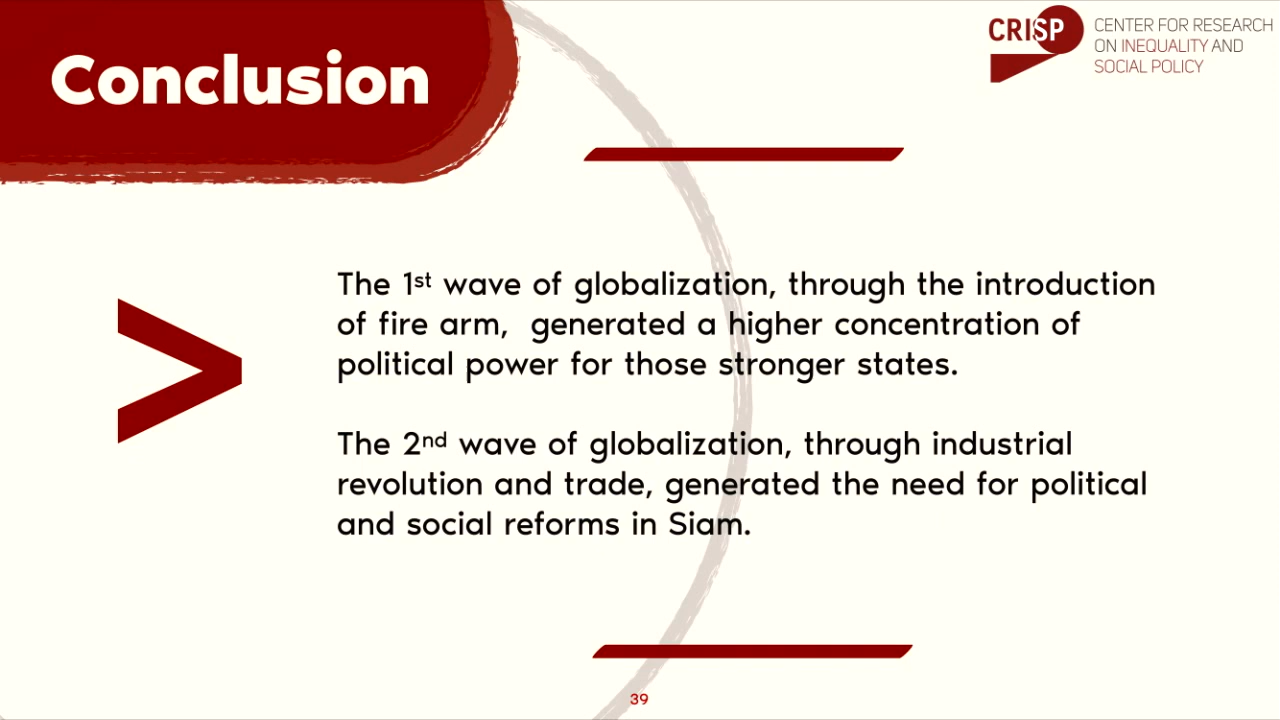 Conclusion
CRISP
CENTER FOR RESEARCH
ON INEQUALITY AND
SOCIAL POLICY
>
The 1st wave of globalization, through the introduction
of fire arm,  generated a higher concentration of
political power for those stronger states.
The 2nd wave of globalization, through industrial
revolution and trade, generated the need for political
and social reforms in Siam.
39